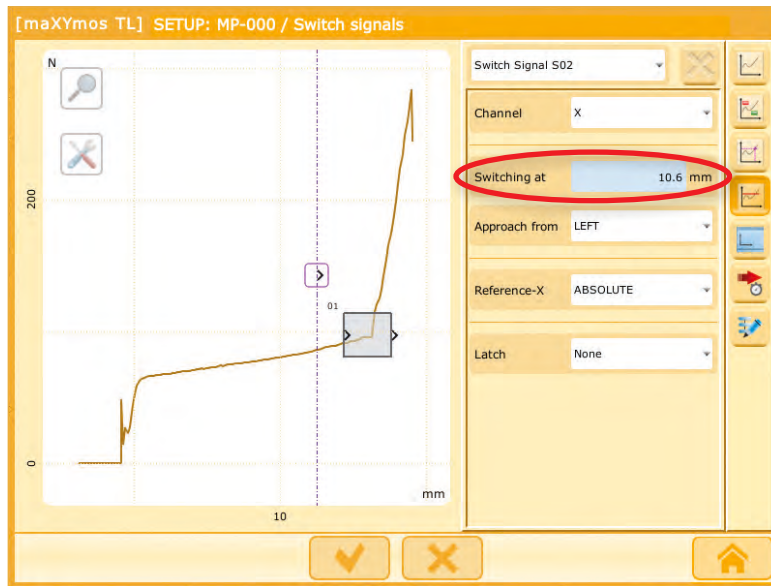 [maXYmos TL] SETUP: MP-000 / Switch signals
N
200
0
01
mm
10
Switch Signal S02
Channel X
Switching at 10.6 mm
Approach from LEFT
Reference-X ABSOLUTE
Latch None